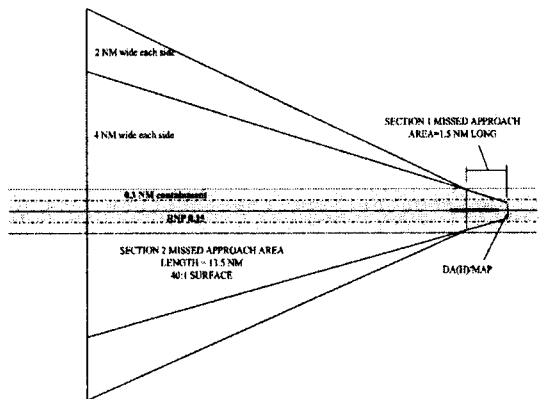 2 NM wide each side
4 NM wide each side
SECTION 1 MISSED APPROACH
AREA=1.5 NM LONG
0.3 NM containment
RNP 0.15
SECTION 2 MISSED APPROACH AREA
LENGTH = 13.5 NM
40:1 SURFACE
DA(H)/MAP